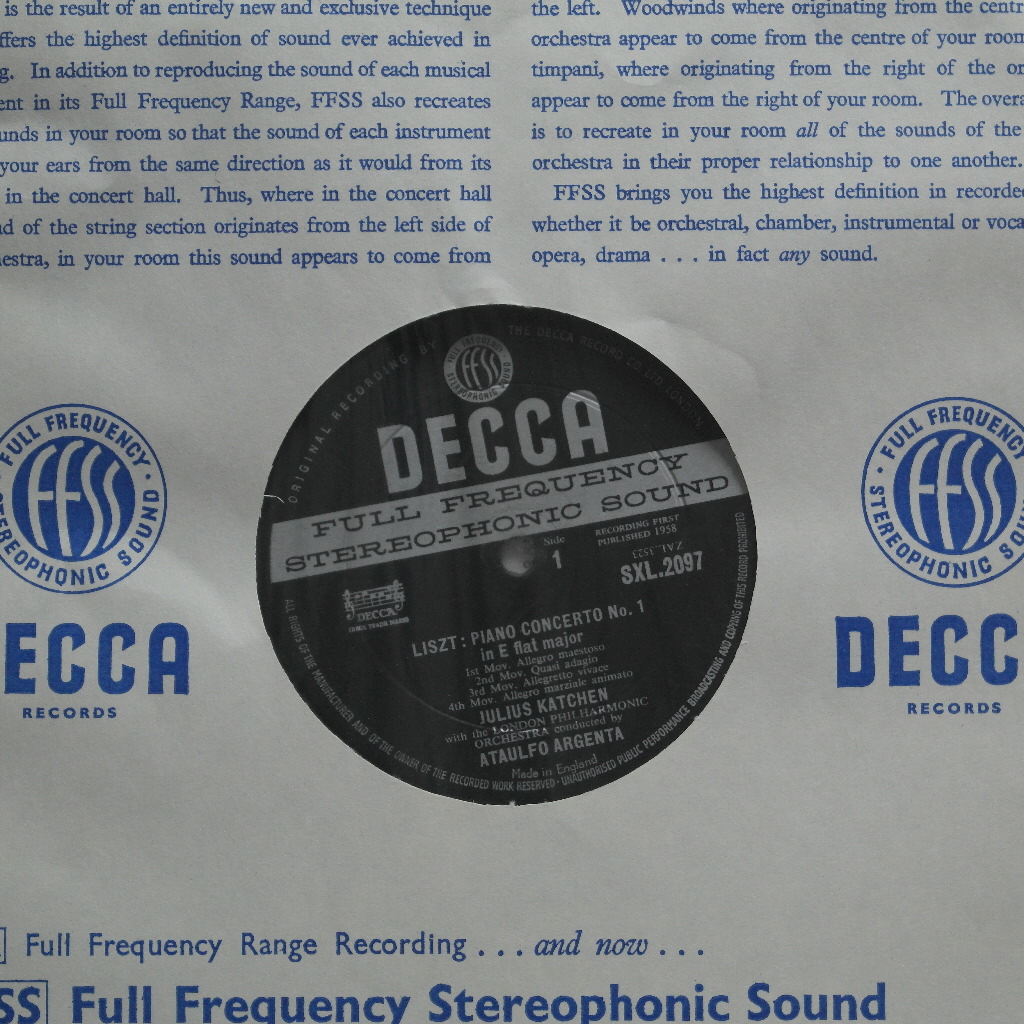 is the result of an entirely new and exclusive technique
ffers the highest definition of sound ever achieved in
g. In addition to reproducing the sound of each musical
ent in its Full Frequency Range, FFSS also recreates
unds in your room so that the sound of each instrument
your ears from the same direction as it would from its
in the concert hall. Thus, where in the concert hall
d of the string section originates from the left side of
estra, in your room this sound appears to come from
the left. Woodwinds where originating from the centr
orchestra appear to come from the centre of your room
timpani, where originating from the right of the or
appear to come from the right of your room. The overa
is to recreate in your room all of the sounds of the
orchestra in their proper relationship to one another.
FFSS brings you the highest definition in recorde
whether it be orchestral, chamber, instrumental or voca
opera, drama . . . in fact any sound.
FULL FREQUENCY
FFSS
STEREOPHONIC SOUND
ECCA
RECORDS
ORIGINAL RECORDING BY
THE DECCA RECORD CO. LTD. LONDON
FULL FREQUENCY
FFSS
STEREOPHONIC SOUND
DECCA
FULL FREQUENCY
STEREOPHONIC SOUND
Side
1
RECORDING FIRST
PUBLISHED 1958
ZAL.1523
SXL.2097
DECCA
LISZT: PIANO CONCERTO No. 1
in E flat major
1st Mov. Allegro maestoso
2nd Mov. Quasi adagio
3rd Mov. Allegretto vivace
4th Mov. Allegro marziale animato
JULIUS KATCHEN
with the LONDON PHILHARMONIC
ORCHESTRA conducted by
ATAULFO ARGENTA
Made in England
ALL RIGHTS OF THE MANUFACTURER AND OF THE OWNER OF THE RECORDED WORK RESERVED · UNAUTHORISED PUBLIC PERFORMANCE BROADCASTING AND COPYING OF THIS RECORD PROHIBITED
FULL FREQUENCY
FFSS
STEREOPHONIC SOUND
DECC
RECORDS
Full Frequency Range Recording . . . and now . . .
SS Full Frequency Stereophonic Sound